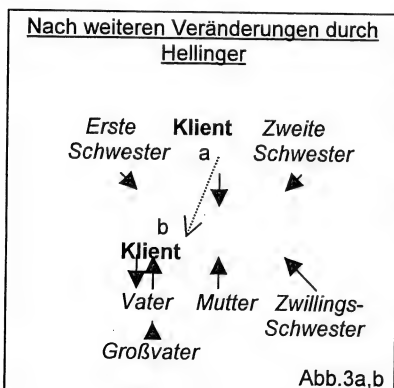 Nach weiteren Veränderungen durch
Hellinger
Erste Klient Zweite
Schwester a Schwester
b
Klient
Vater Mutter Zwillings-
Schwester
Großvater
Abb.3a,b